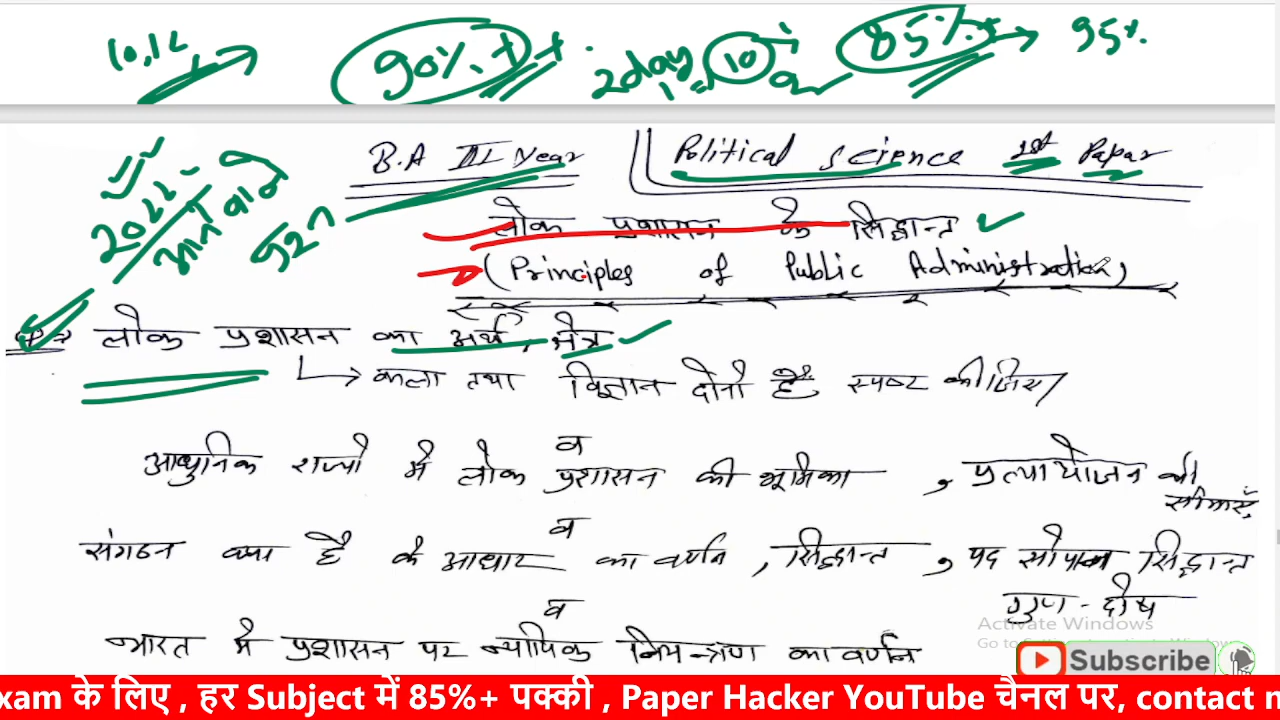 10,12 90%++ 2day 10 85%+ 95%
B.A III Year Political Science 1st Papar
2022 आने वाले
लोक प्रशासन के सिद्धान्त
(Principles of Public Administration)
लोक प्रशासन का अर्थ, क्षेत्र
कला तथा विज्ञान दोनो है स्पष्ट कीजिए
व
आधुनिक राज्यो मे लोक प्रशासन की भूमिका , प्रत्यायोजन की
सीमाएँ,
व
संगठन क्या है के आधार का वर्णन , सिद्धान्त , पद सोपान सिद्धान्त
गुण - दोष
व
भारत मे प्रशासन पर न्यायिक नियन्त्रण का वर्णन
Activate Windows
Subscribe
xam के लिए , हर Subject में 85%+ पक्की , Paper Hacker YouTube चैनल पर, contact n